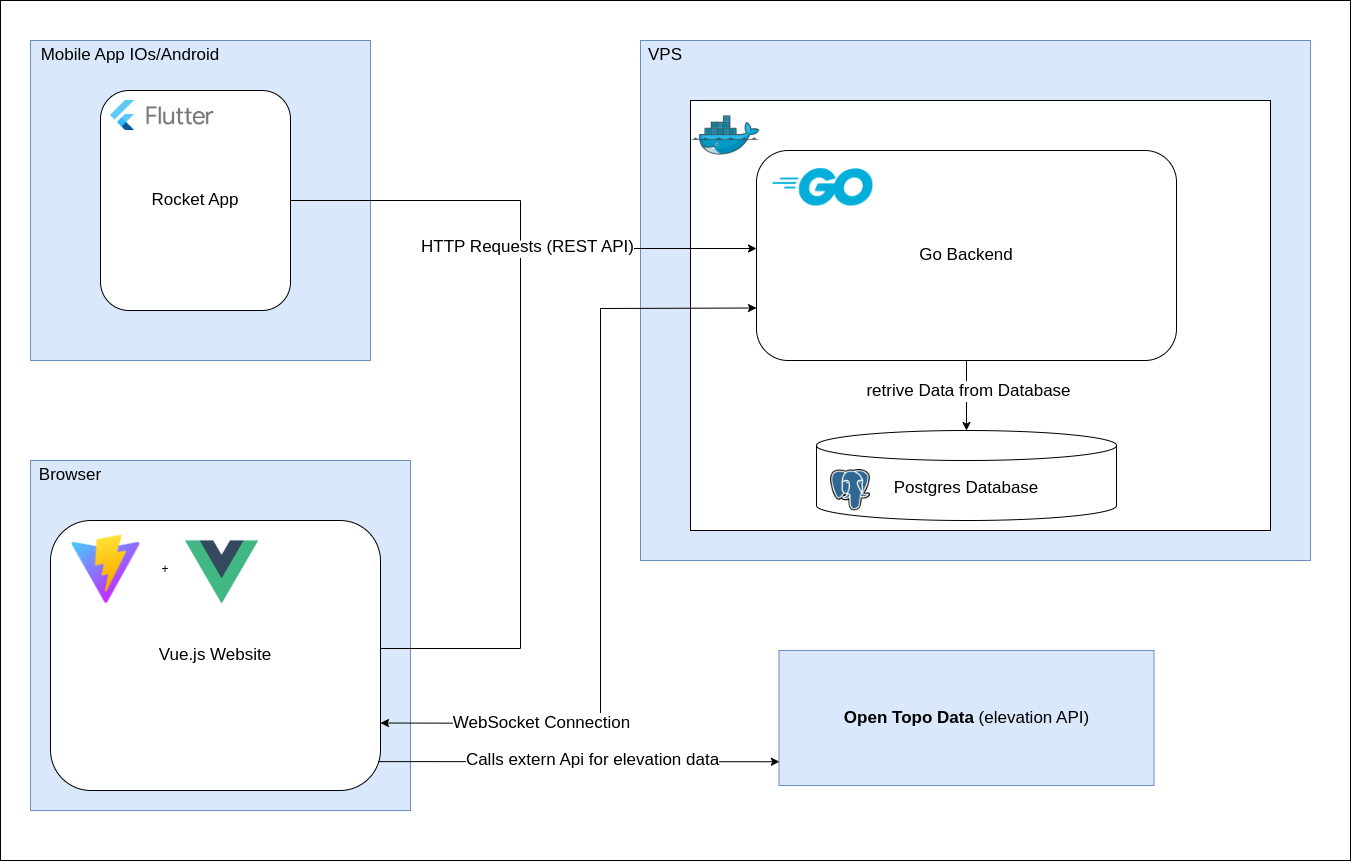 Mobile App IOs/Android
Flutter
Rocket App
VPS
GO
Go Backend
HTTP Requests (REST API)
retrive Data from Database
Postgres Database
Browser
+
Vue.js Website
WebSocket Connection
Calls extern Api for elevation data
Open Topo Data (elevation API)